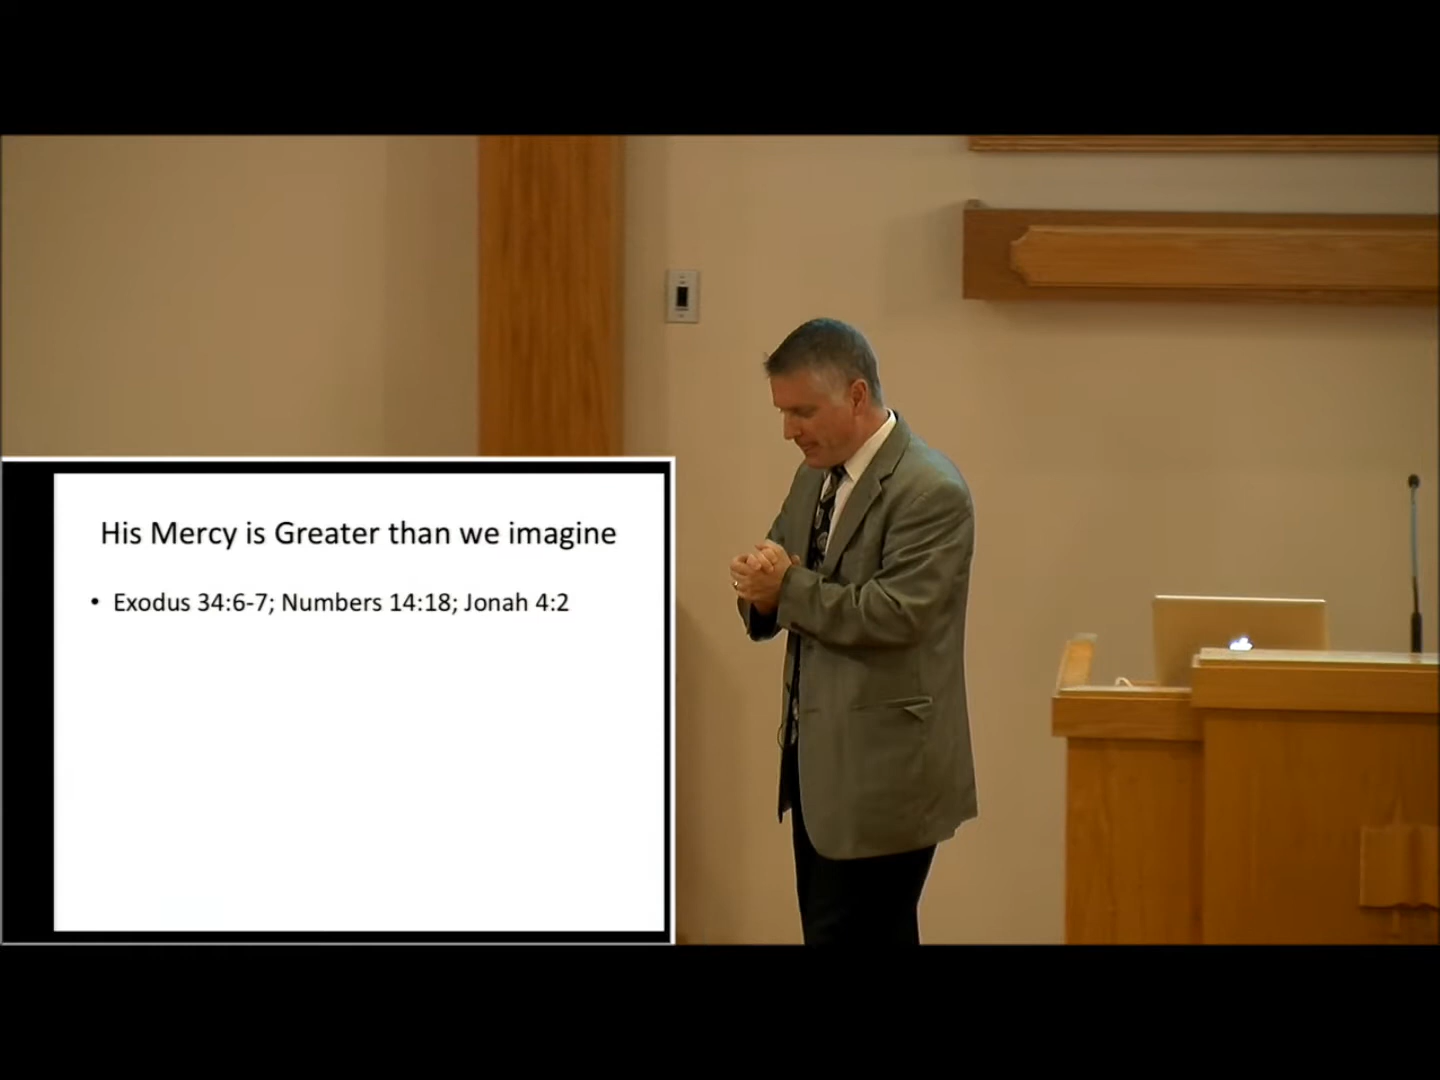 His Mercy is Greater than we imagine
• Exodus 34:6-7; Numbers 14:18; Jonah 4:2